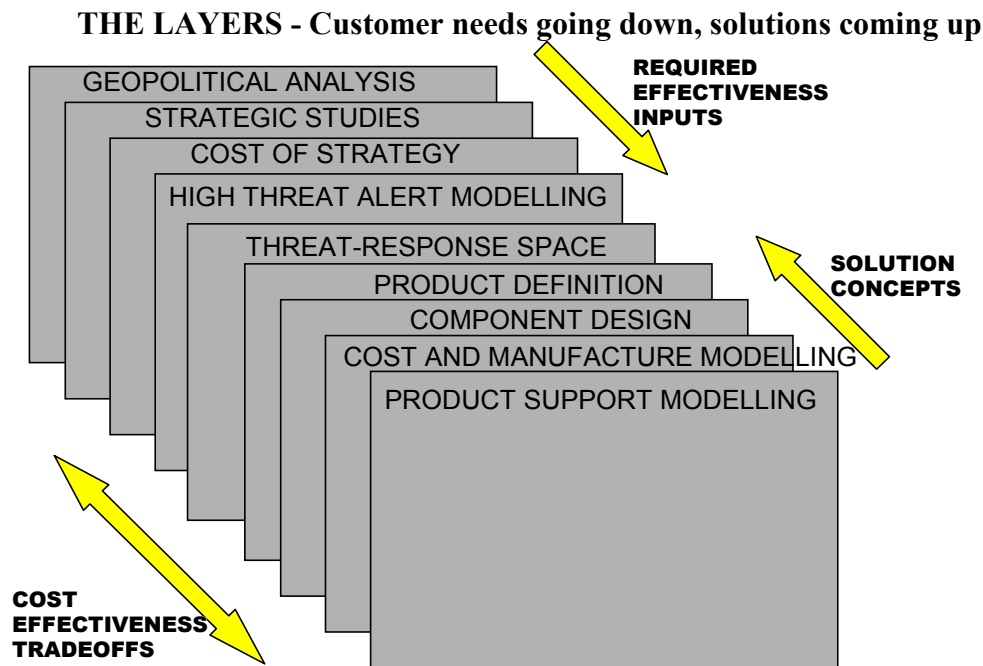 THE LAYERS - Customer needs going down, solutions coming up
REQUIRED
EFFECTIVENESS
INPUTS
GEOPOLITICAL ANALYSIS
STRATEGIC STUDIES
COST OF STRATEGY
HIGH THREAT ALERT MODELLING
THREAT-RESPONSE SPACE
PRODUCT DEFINITION
COMPONENT DESIGN
COST AND MANUFACTURE MODELLING
PRODUCT SUPPORT MODELLING
SOLUTION
CONCEPTS
COST
EFFECTIVENESS
TRADEOFFS